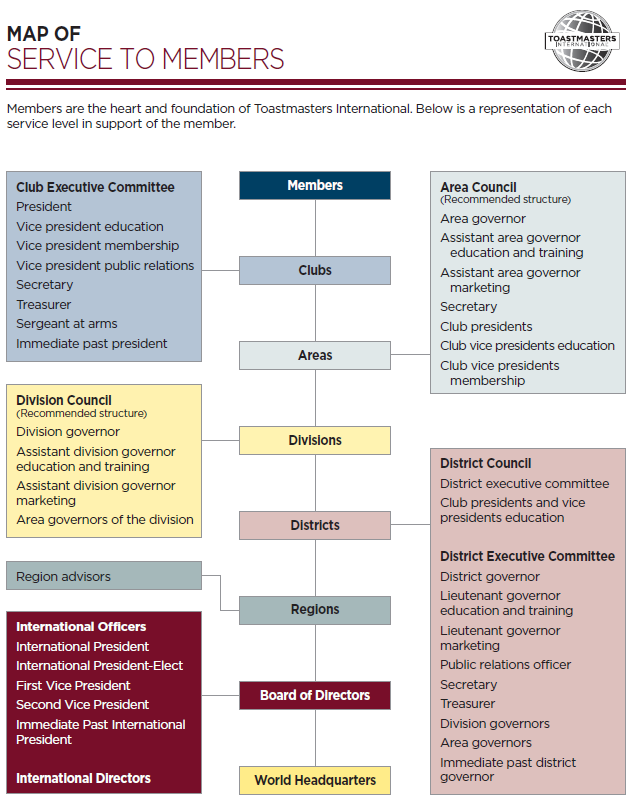 MAP OF
SERVICE TO MEMBERS
TOASTMASTERS
INTERNATIONAL
Members are the heart and foundation of Toastmasters International. Below is a representation of each
service level in support of the member.
Club Executive Committee
President
Vice president education
Vice president membership
Vice president public relations
Secretary
Treasurer
Sergeant at arms
Immediate past president
Members
Clubs
Areas
Area Council
(Recommended structure)
Area governor
Assistant area governor
education and training
Assistant area governor
marketing
Secretary
Club presidents
Club vice presidents education
Club vice presidents
membership
Division Council
(Recommended structure)
Division governor
Assistant division governor
education and training
Assistant division governor
marketing
Area governors of the division
Divisions
Districts
District Council
District executive committee
Club presidents and vice
presidents education
District Executive Committee
District governor
Lieutenant governor
education and training
Lieutenant governor
marketing
Public relations officer
Secretary
Treasurer
Division governors
Area governors
Immediate past district
governor
Region advisors
Regions
International Officers
International President
International President-Elect
First Vice President
Second Vice President
Immediate Past International
President
International Directors
Board of Directors
World Headquarters